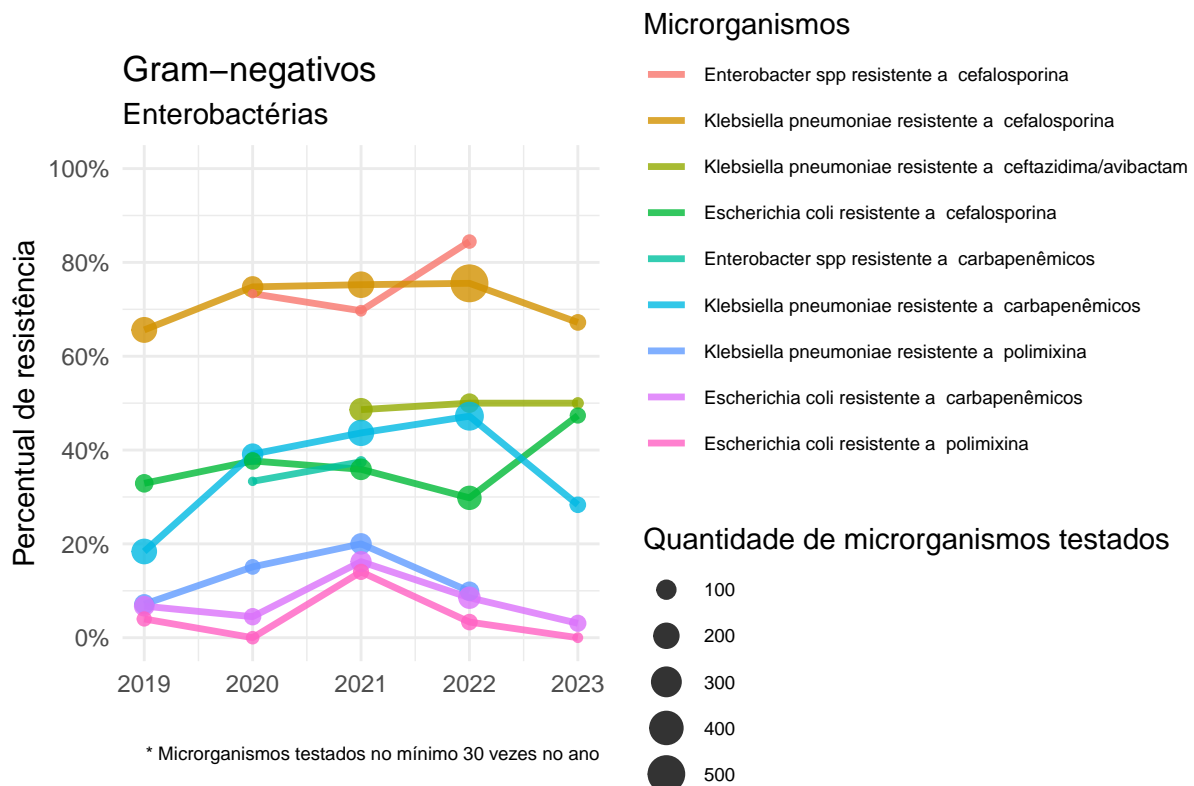 Gram−negativos
Enterobactérias
Percentual de resistência
100%
80%
60%
40%
20%
0%
2019
2020
2021
2022
2023
* Microrganismos testados no mínimo 30 vezes no ano
Microrganismos
Enterobacter spp resistente a  cefalosporina
Klebsiella pneumoniae resistente a  cefalosporina
Klebsiella pneumoniae resistente a  ceftazidima/avibactam
Escherichia coli resistente a  cefalosporina
Enterobacter spp resistente a  carbapenêmicos
Klebsiella pneumoniae resistente a  carbapenêmicos
Klebsiella pneumoniae resistente a  polimixina
Escherichia coli resistente a  carbapenêmicos
Escherichia coli resistente a  polimixina
Quantidade de microrganismos testados
100
200
300
400
500